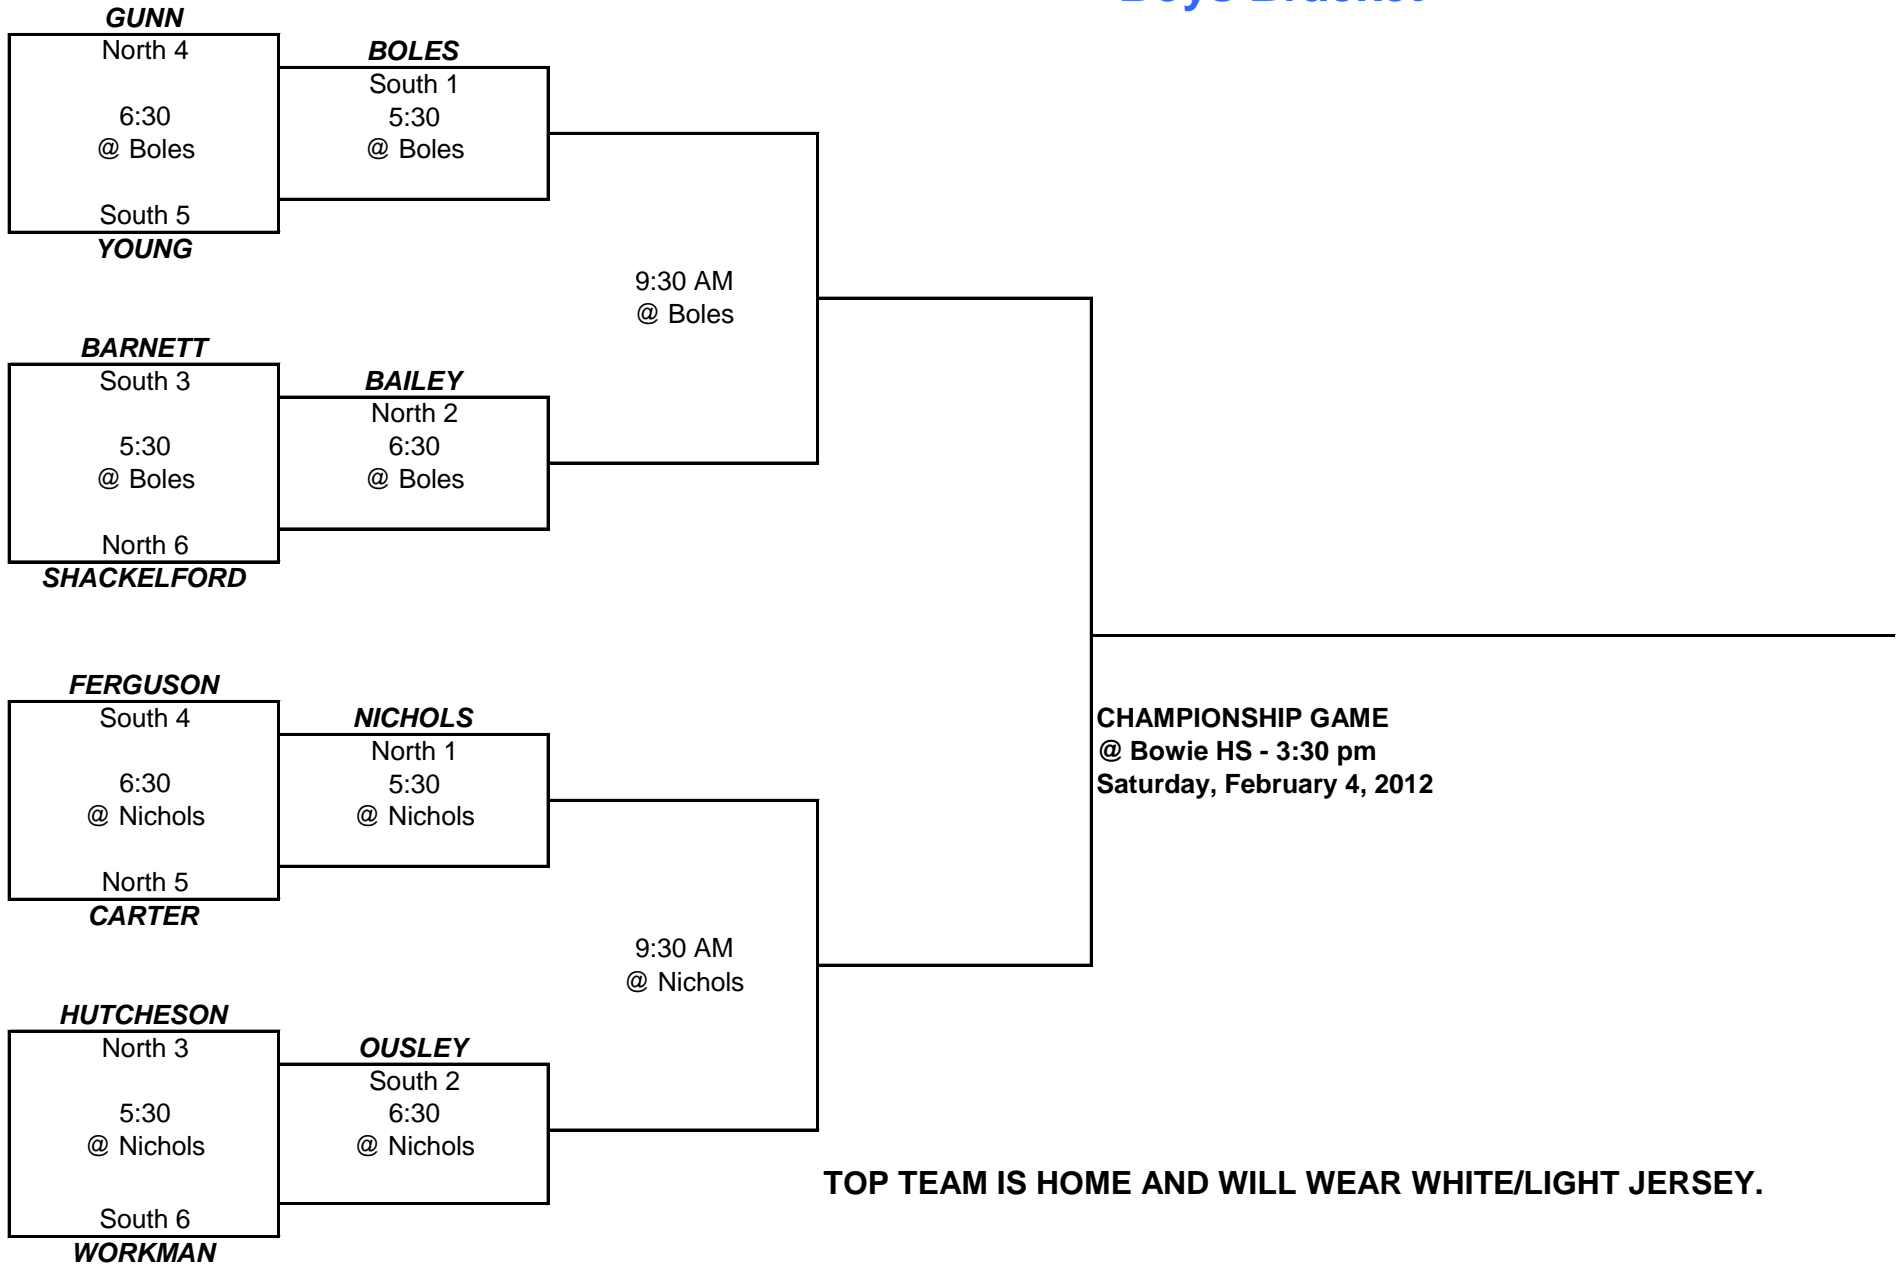 Boys Bracket
GUNN
North 4
6:30
@ Boles
South 5
YOUNG
BOLES
South 1
5:30
@ Boles
9:30 AM
@ Boles
BARNETT
South 3
5:30
@ Boles
North 6
SHACKELFORD
BAILEY
North 2
6:30
@ Boles
FERGUSON
South 4
6:30
@ Nichols
North 5
CARTER
NICHOLS
North 1
5:30
@ Nichols
CHAMPIONSHIP GAME
@ Bowie HS - 3:30 pm
Saturday, February 4, 2012
9:30 AM
@ Nichols
HUTCHESON
North 3
5:30
@ Nichols
South 6
WORKMAN
OUSLEY
South 2
6:30
@ Nichols
TOP TEAM IS HOME AND WILL WEAR WHITE/LIGHT JERSEY.